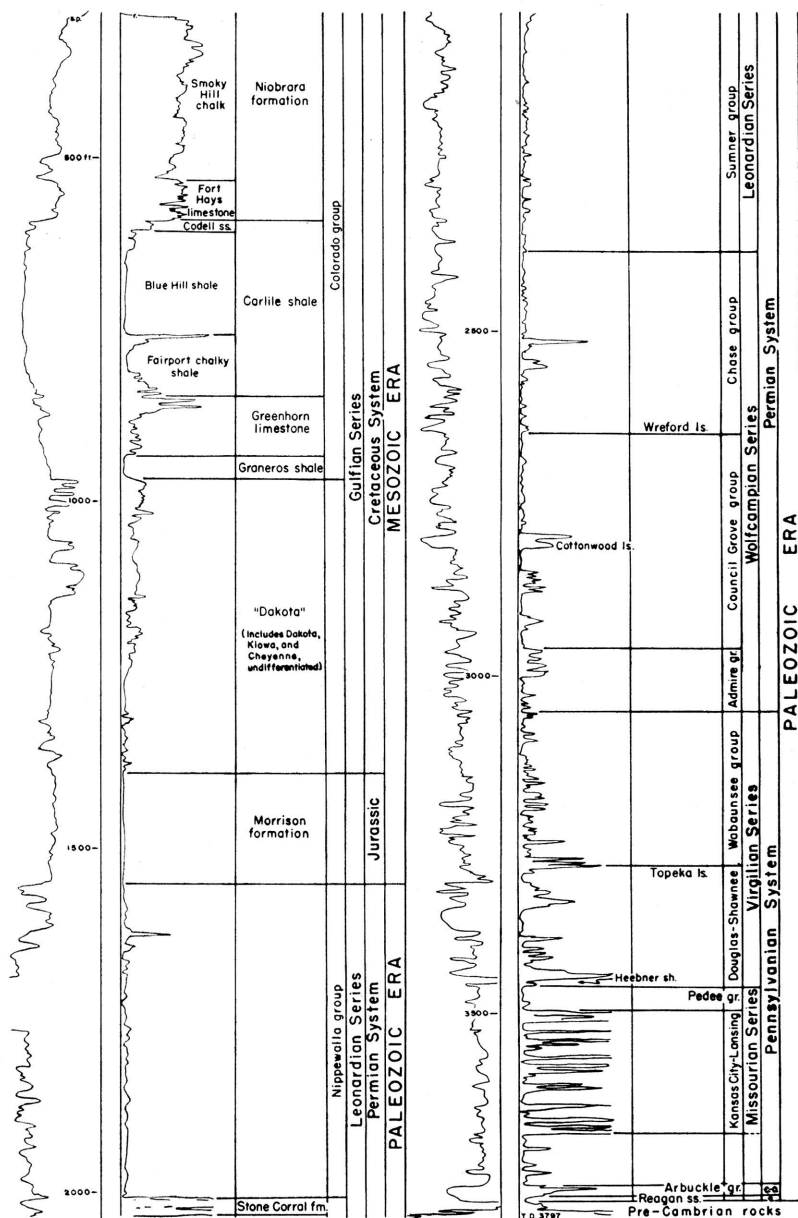 s.p.
r.
Smoky
Hill
chalk
Niobrara
formation
500 ft
Fort
Hays
limestone
Codell ss.
Blue Hill shale
Carlile shale
Fairport chalky
shale
Greenhorn
limestone
Graneros shale
Colorado group
Gulfian Series
Cretaceous System
MESOZOIC ERA
1000
"Dakota"
(Includes Dakota,
Kiowa, and
Cheyenne,
undifferentiated)
Morrison
formation
Jurassic
1500
Nippewalla group
Leonardian Series
Permian System
PALEOZOIC ERA
2000
Stone Corral fm.
Sumner group
Leonardian Series
2500
Chase group
Wreford ls.
Council Grove group
Cottonwood ls.
Wolfcampian Series
Permian System
Admire gr.
3000
PALEOZOIC ERA
Wabaunsee group
Topeka ls.
Douglas-Shawnee
Virgilian Series
Heebner sh.
Pedee gr.
3500
Kansas City-Lansing
Missourian Series
Pennsylvanian System
Arbuckle gr.
Reagan ss.
Pre-Cambrian rocks
T.D. 3797